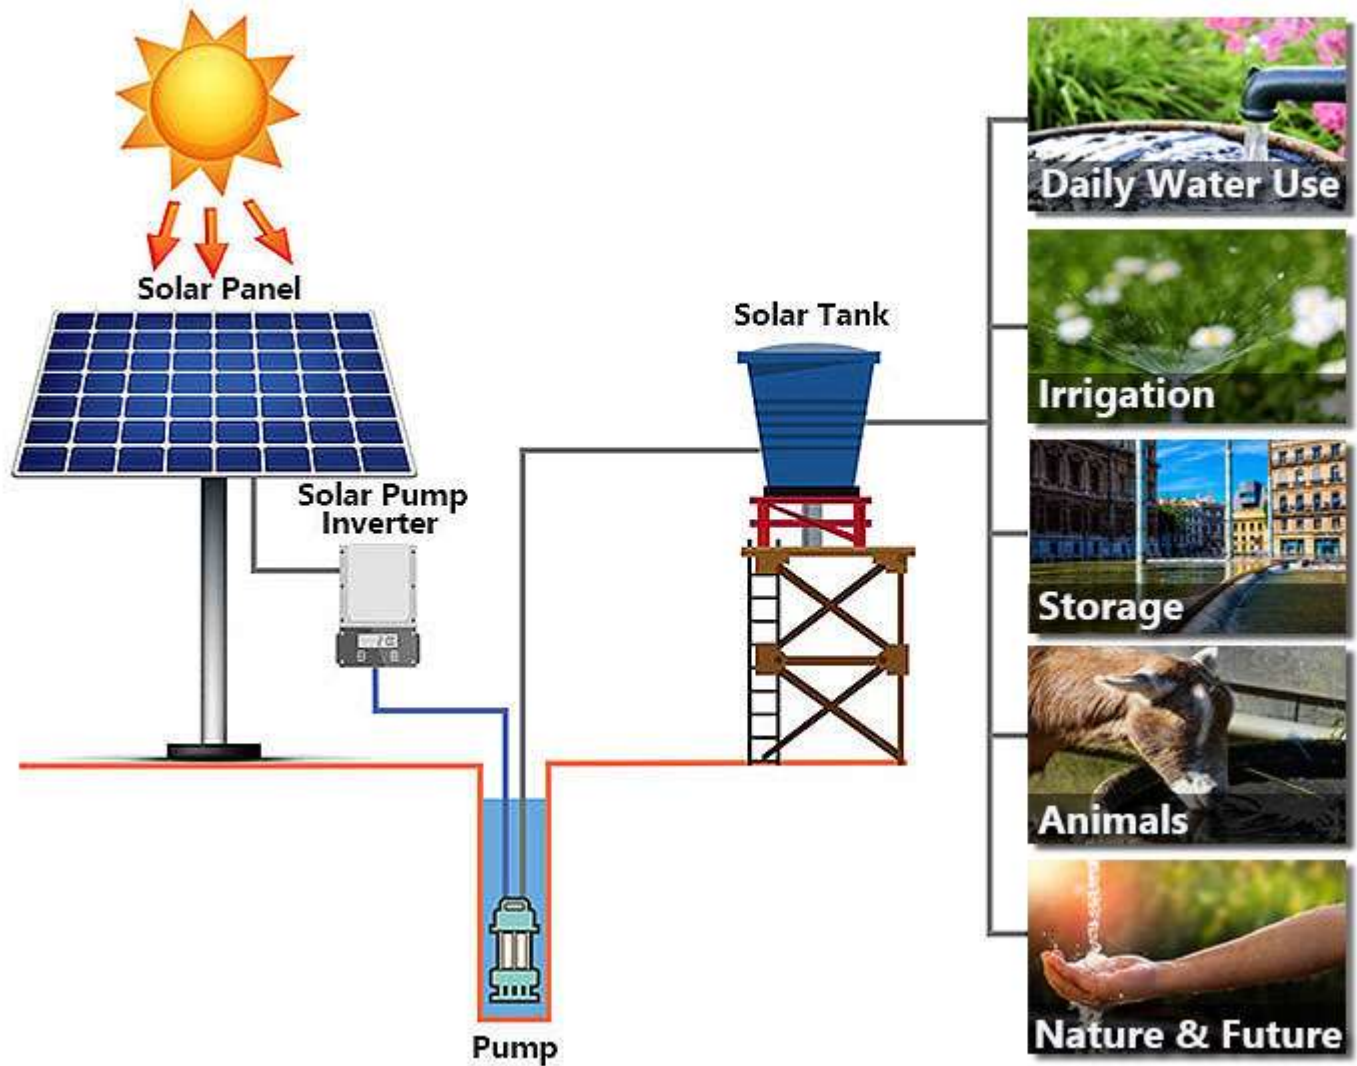 Solar Panel
Solar Pump
Inverter
Pump
Solar Tank
Daily Water Use
Irrigation
Storage
Animals
Nature & Future